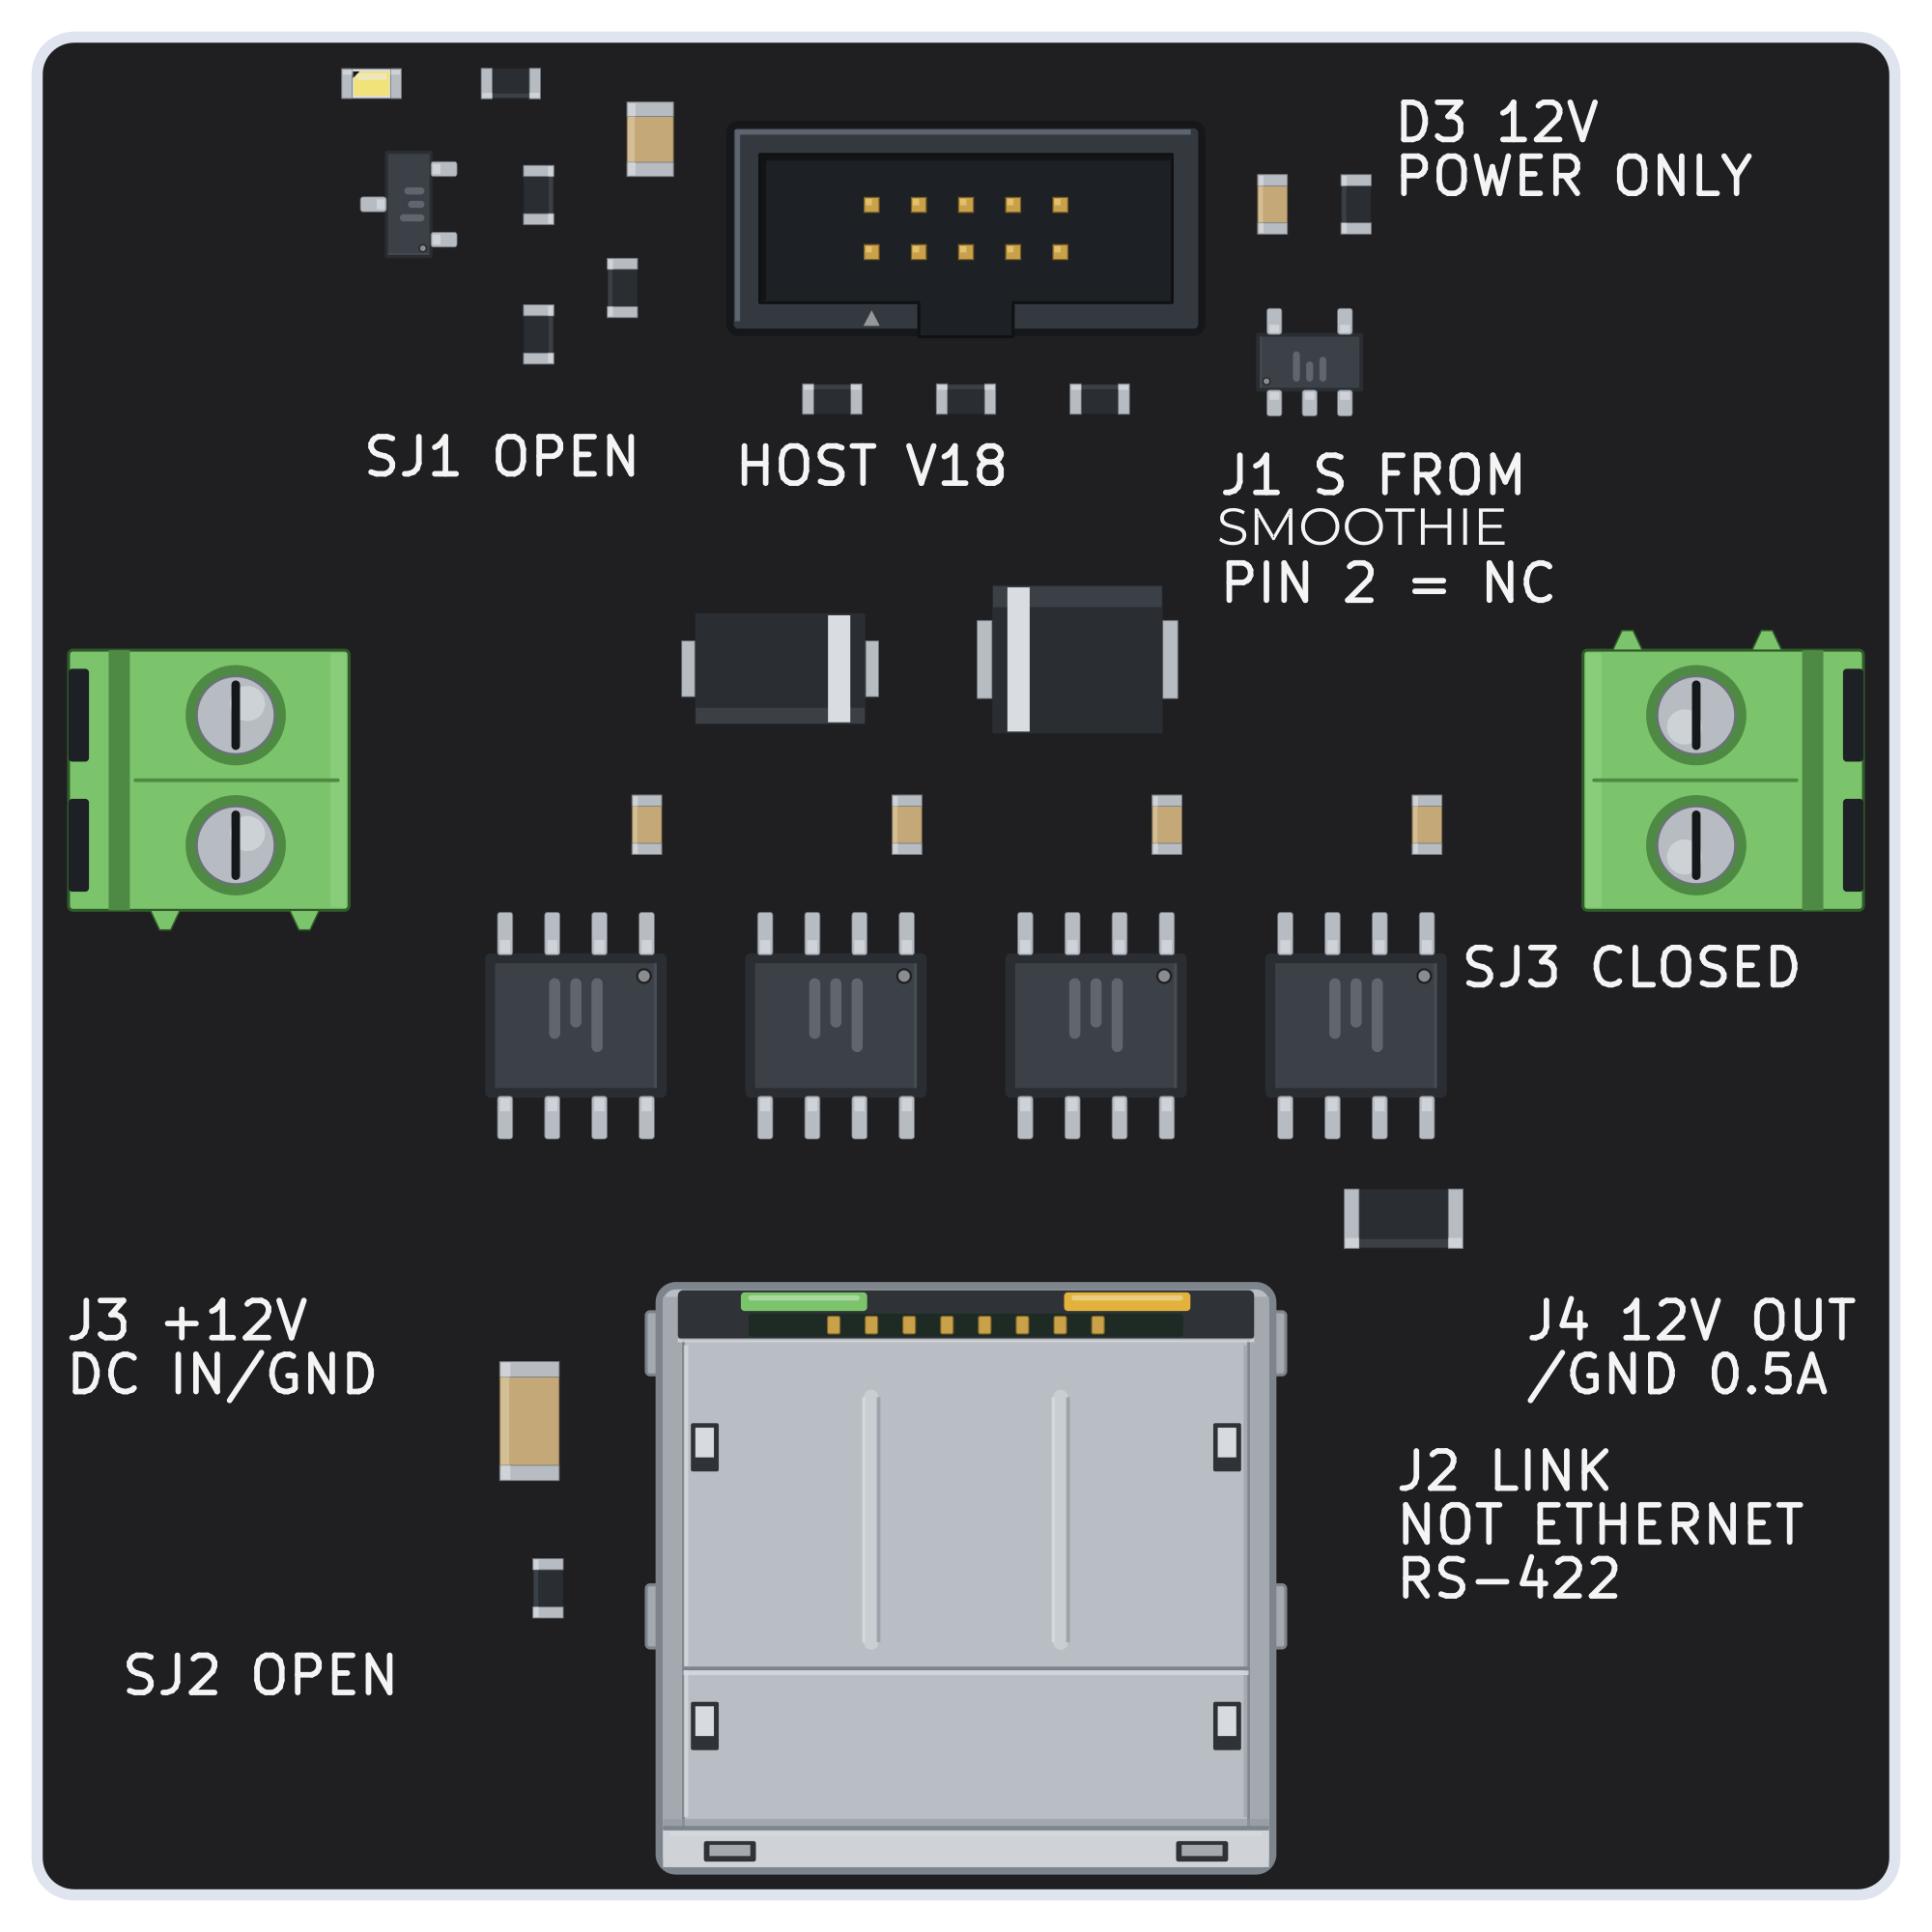 D3 12V
POWER ONLY
SJ1 OPEN
HOST V18
J1 S FROM
SMOOTHIE
PIN 2 = NC
SJ3 CLOSED
J3 +12V
DC IN/GND
J4 12V OUT
/GND 0.5A
J2 LINK
NOT ETHERNET
RS-422
SJ2 OPEN